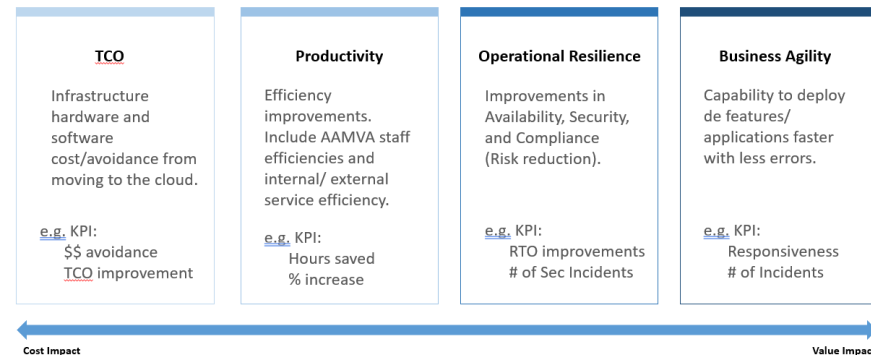 TCO
Infrastructure
hardware and
software
cost/avoidance from
moving to the cloud.
e.g. KPI:
$$ avoidance
TCO improvement
Productivity
Efficiency
improvements.
Include AAMVA staff
efficiencies and
internal/ external
service efficiency.
e.g. KPI:
Hours saved
% increase
Operational Resilience
Improvements in
Availability, Security,
and Compliance
(Risk reduction).
e.g. KPI:
RTO improvements
# of Sec Incidents
Business Agility
Capability to deploy
de features/
applications faster
with less errors.
e.g. KPI:
Responsiveness
# of Incidents
Cost Impact
Value Impac